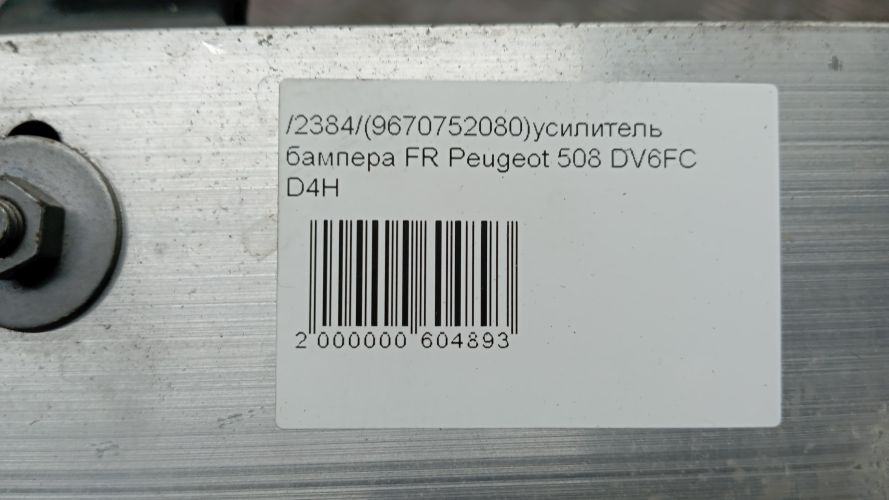 /2384/(9670752080)усилитель
бампера FR Peugeot 508 DV6FC
D4H
2 000000 604893